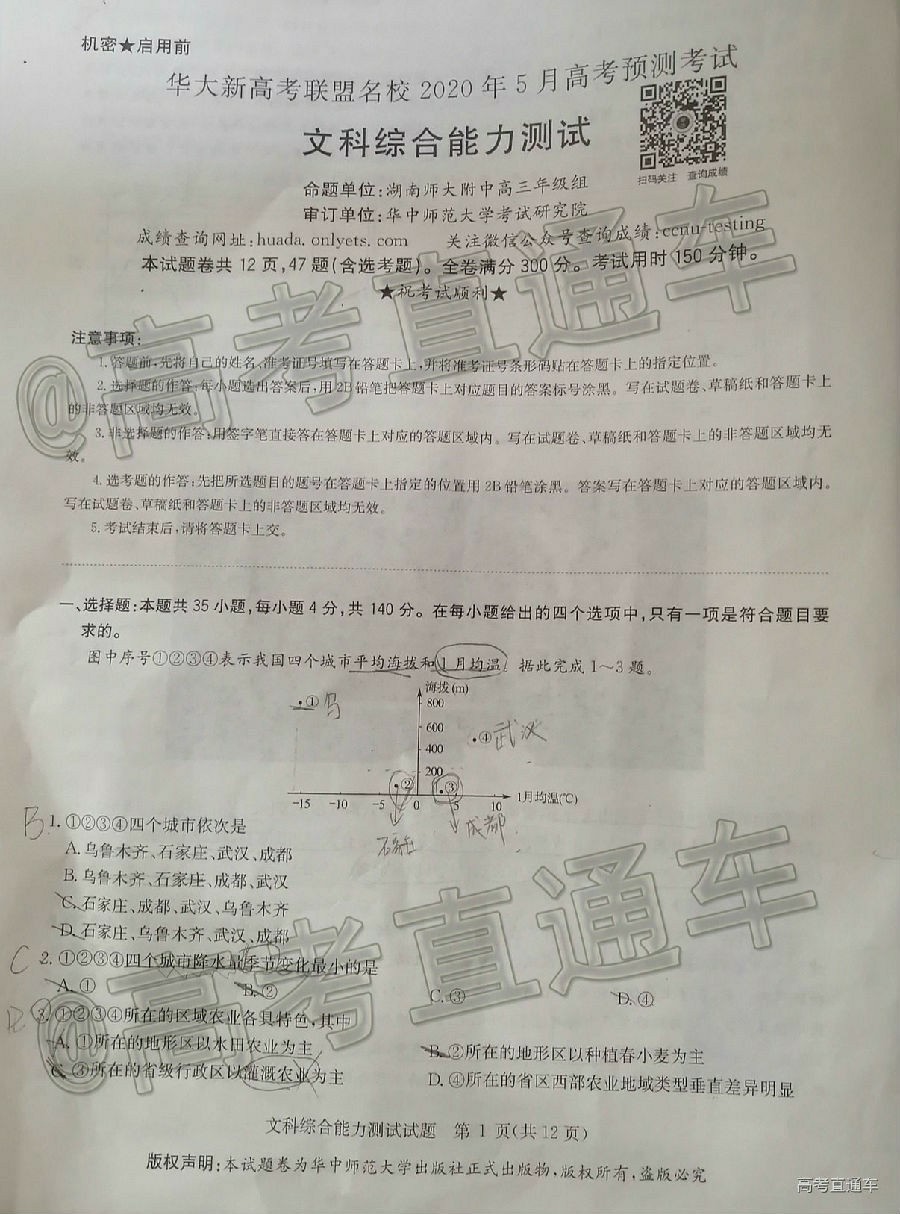 机密★启用前
华大新高考联盟名校2020年5月高考预测考试
文科综合能力测试
扫码关注 查询成绩
命题单位:湖南师大附中高三年级组
审订单位:华中师范大学考试研究院
成绩查询网址:huada.onlyets.com 关注微信公众号查询成绩:ccnu-testing
本试题卷共12页,47题(含选考题)。全卷满分300分。考试用时150分钟。
★祝考试顺利★
@高考直通车
注意事项:
1.答题前,先将自己的姓名、准考证号填写在答题卡上,并将准考证号条形码贴在答题卡上的指定位置。
2.选择题的作答:每小题选出答案后,用2B铅笔把答题卡上对应题目的答案标号涂黑。写在试题卷、草稿纸和答题卡上
的非答题区域均无效。
3.非选择题的作答:用签字笔直接答在答题卡上对应的答题区域内。写在试题卷、草稿纸和答题卡上的非答题区域均无
效。
4.选考题的作答:先把所选题目的题号在答题卡上指定的位置用2B铅笔涂黑。答案写在答题卡上对应的答题区域内。
写在试题卷、草稿纸和答题卡上的非答题区域均无效。
5.考试结束后,请将答题卡上交。
一、选择题:本题共35小题,每小题4分,共140分。在每小题给出的四个选项中,只有一项是符合题目要
求的。
图中序号①②③④表示我国四个城市平均海拔和1月均温。据此完成1~3题。
海拔(m)
①乌 800
600
④武汉
400
200
② ③
-15 -10 -5 0 5 10 1月均温(℃)
石家庄 成都
B 1.①②③④四个城市依次是
A.乌鲁木齐、石家庄、武汉、成都
B.乌鲁木齐、石家庄、成都、武汉
C.石家庄、成都、武汉、乌鲁木齐
D.石家庄、乌鲁木齐、武汉、成都
C 2.①②③④四个城市降水量季节变化最小的是
A.① B.② C.③ D.④
@高考直通车
D 3.①②③④所在的区域农业各具特色,其中
A.①所在的地形区以水田农业为主 B.②所在的地形区以种植春小麦为主
C.③所在的省级行政区以灌溉农业为主 D.④所在的省区西部农业地域类型垂直差异明显
文科综合能力测试试题 第1页(共12页)
版权声明:本试题卷为华中师范大学出版社正式出版物,版权所有,盗版必究
高考直通车